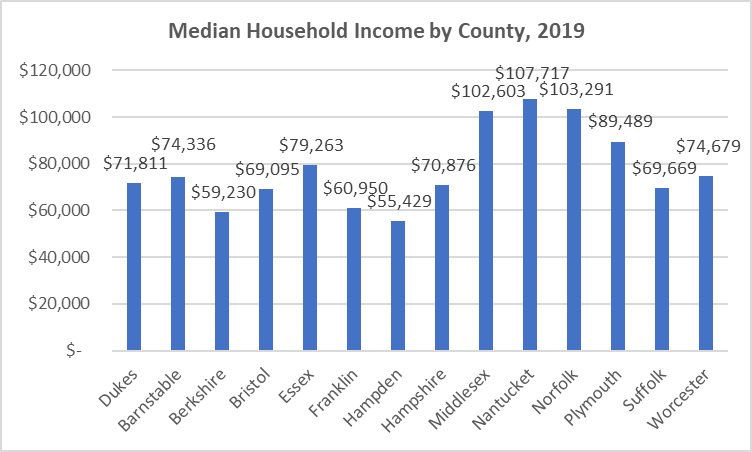 Median Household Income by County, 2019
$120,000
$100,000
$80,000
$60,000
$40,000
$20,000
$-
$71,811
$74,336
$59,230
$69,095
$79,263
$60,950
$55,429
$70,876
$102,603
$107,717
$103,291
$89,489
$69,669
$74,679
Dukes
Barnstable
Berkshire
Bristol
Essex
Franklin
Hampden
Hampshire
Middlesex
Nantucket
Norfolk
Plymouth
Suffolk
Worcester